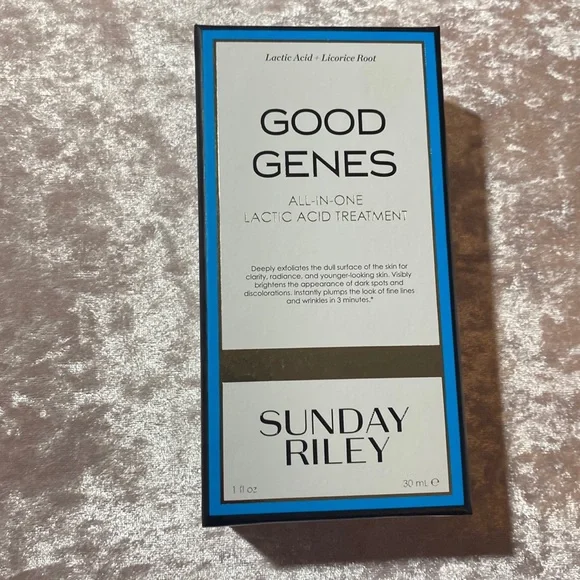 Lactic Acid + Licorice Root
GOOD
GENES
ALL-IN-ONE
LACTIC ACID TREATMENT
Deeply exfoliates the dull surface of the skin for
clarity, radiance, and younger-looking skin. Visibly
brightens the appearance of dark spots and
discolorations. Instantly plumps the look of fine lines
and wrinkles in 3 minutes.*
SUNDAY
RILEY
1 fl oz 30 mL ℮